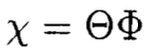 χ = ΘΦ